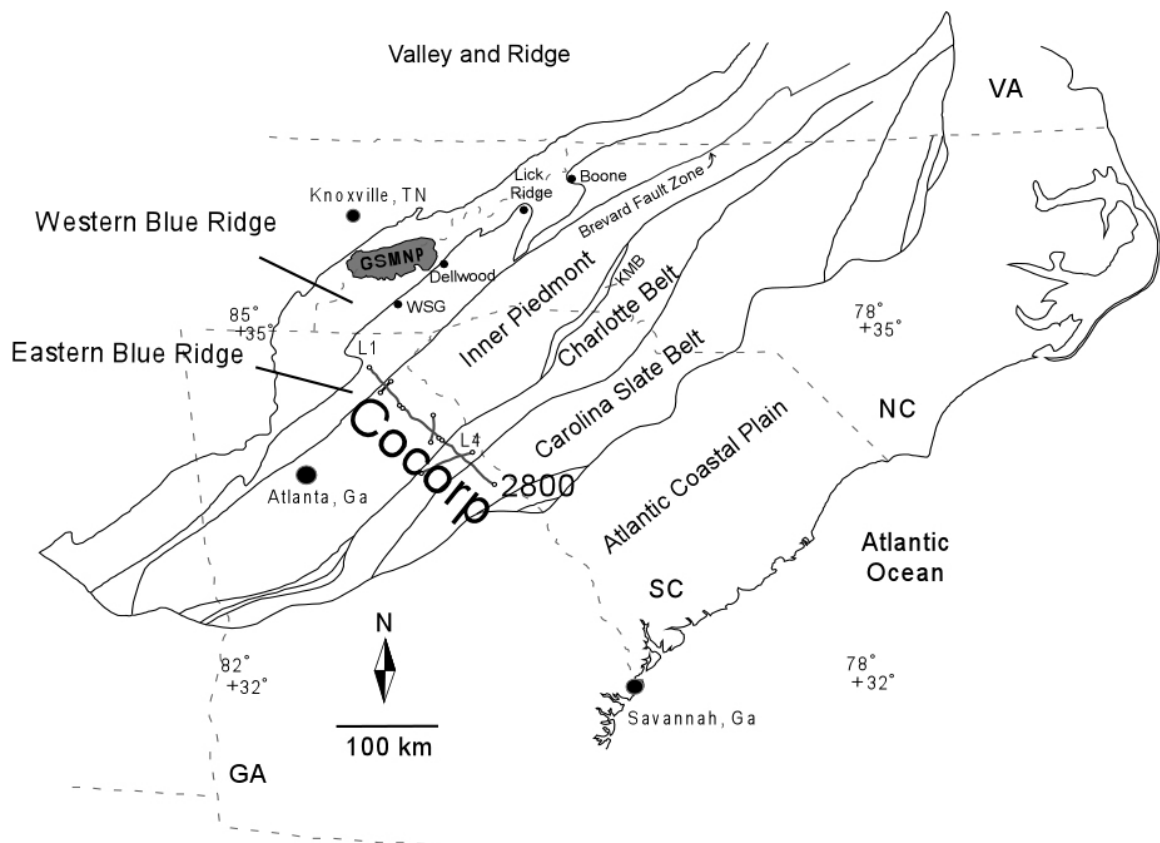 Valley and Ridge
VA
Lick
Ridge
Boone
Knoxville, TN
Brevard Fault Zone
Western Blue Ridge
GSMNP
Dellwood
KMB
WSG
Inner Piedmont
Charlotte Belt
85°
+35°
78°
+35°
Eastern Blue Ridge
L1
Carolina Slate Belt
NC
Cocorp
L4
2800
Atlanta, Ga
Atlantic Coastal Plain
Atlantic
Ocean
SC
N
82°
+32°
78°
+32°
Savannah, Ga
100 km
GA